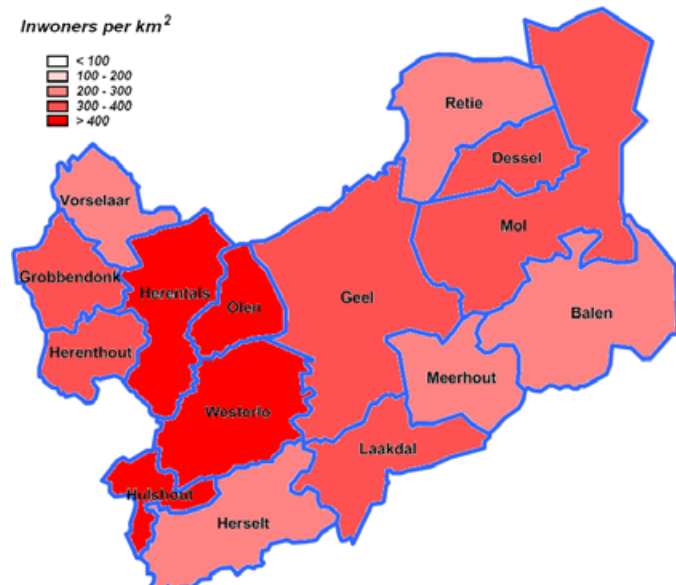 Inwoners per km²
< 100
100 - 200
200 - 300
300 - 400
> 400
Retie
Dessel
Vorselaar
Mol
Grobbendonk
Herentals
Olen
Geel
Balen
Herenthout
Meerhout
Westerlo
Laakdal
Hulshout
Herselt